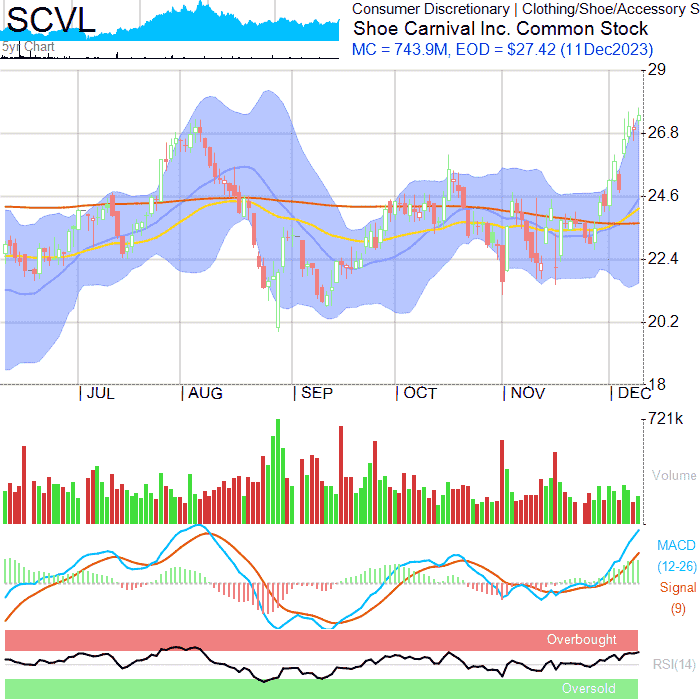 SCVL
5yr Chart
Consumer Discretionary | Clothing/Shoe/Accessory S
Shoe Carnival Inc. Common Stock
MC = 743.9M, EOD = $27.42 (11Dec2023)
29
26.8
24.6
22.4
20.2
18
| JUL | AUG | SEP | OCT | NOV | DEC
721k
Volume
MACD
(12-26)
Signal
(9)
Overbought
RSI(14)
Oversold